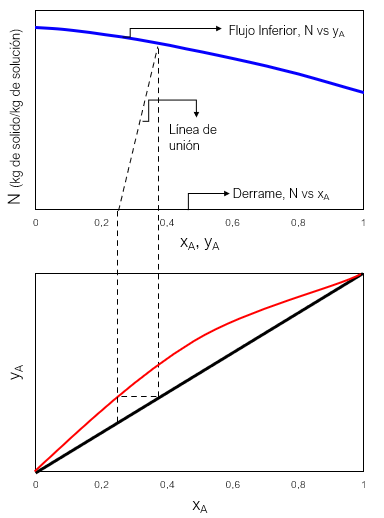 Flujo Inferior, N vs yA
N (kg de solido/kg de solución)
Línea de
unión
Derrame, N vs xA
0 0,2 0,4 0,6 0,8 1
xA, yA
yA
0 0,2 0,4 0,6 0,8 1
xA